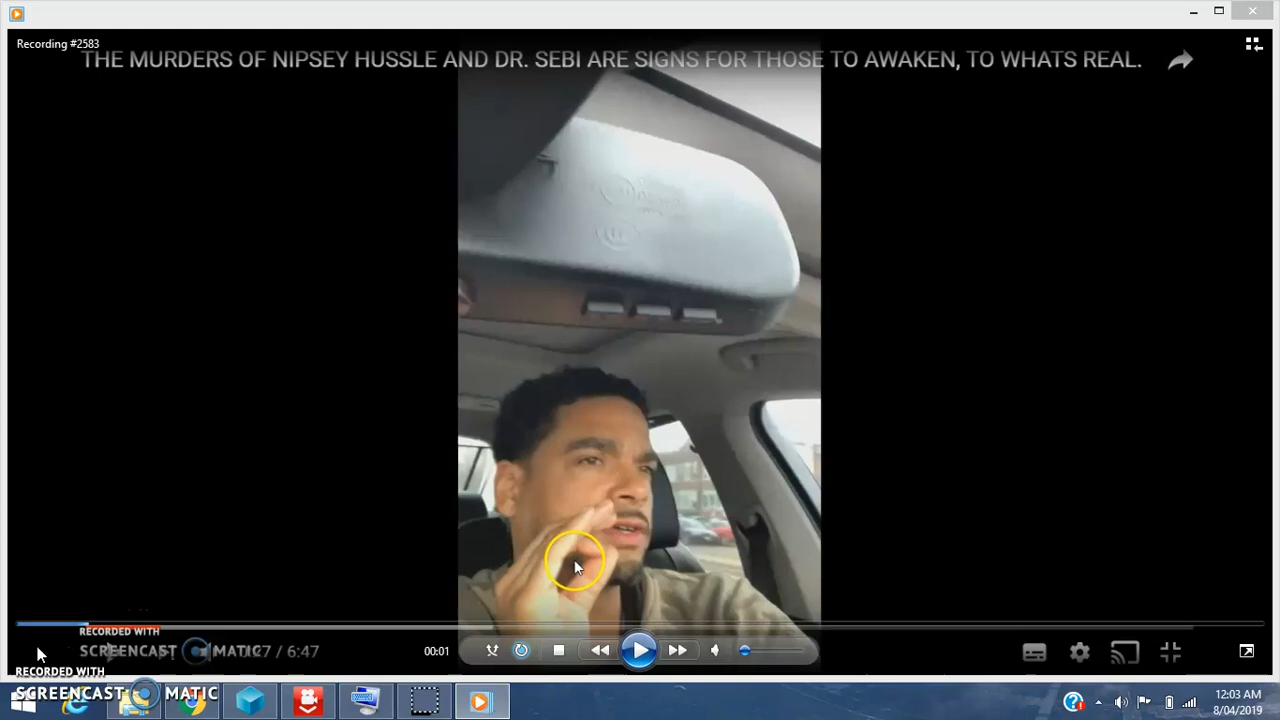 Recording #2583
THE MURDERS OF NIPSEY HUSSLE AND DR. SEBI ARE SIGNS FOR THOSE TO AWAKEN, TO WHATS REAL.
RECORDED WITH
SCREENCAST MATIC
/ 6:47
00:01
RECORDED WITH
SCREENCAST MATIC
12:03 AM
8/04/2019